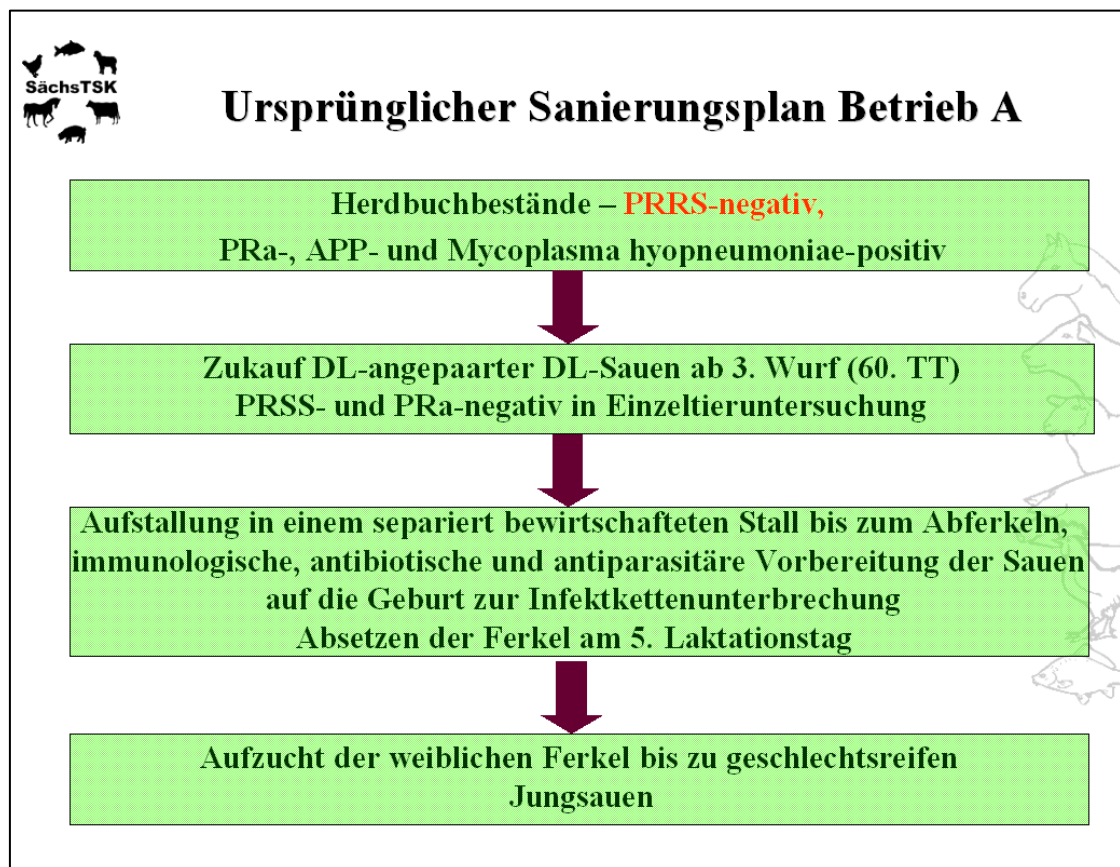 SächsTSK
Ursprünglicher Sanierungsplan Betrieb A
Herdbuchbestände – PRRS-negativ,
PRa-, APP- und Mycoplasma hyopneumoniae-positiv
Zukauf DL-angepaarter DL-Sauen ab 3. Wurf (60. TT)
PRSS- und PRa-negativ in Einzeltieruntersuchung
Aufstallung in einem separiert bewirtschafteten Stall bis zum Abferkeln,
immunologische, antibiotische und antiparasitäre Vorbereitung der Sauen
auf die Geburt zur Infektkettenunterbrechung
Absetzen der Ferkel am 5. Laktationstag
Aufzucht der weiblichen Ferkel bis zu geschlechtsreifen
Jungsauen